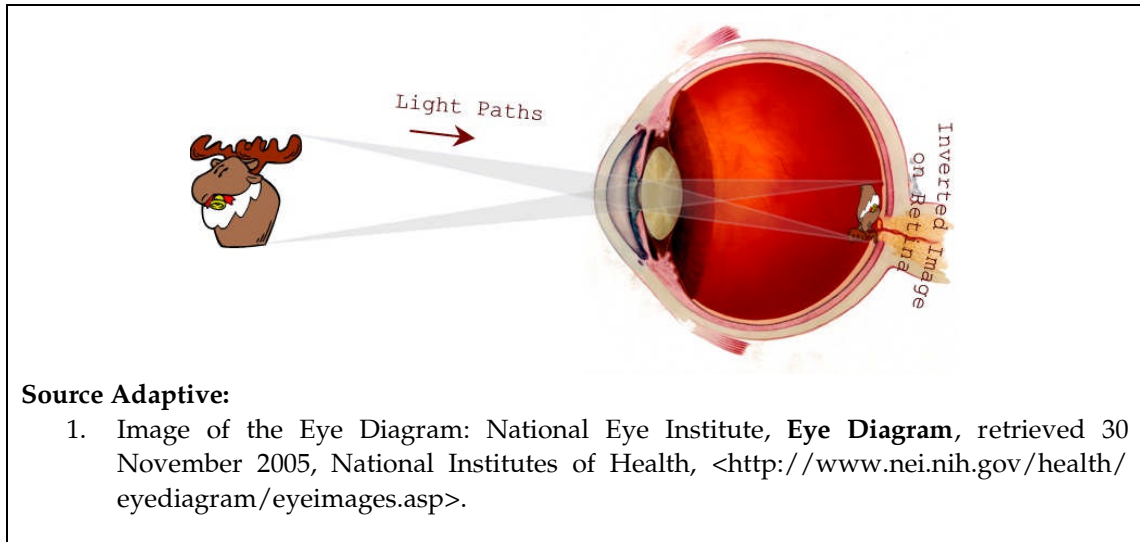 Light Paths
Inverted Image
on Retina
Source Adaptive:
1. Image of the Eye Diagram: National Eye Institute, Eye Diagram, retrieved 30
November 2005, National Institutes of Health, <http://www.nei.nih.gov/health/
eyediagram/eyeimages.asp>.